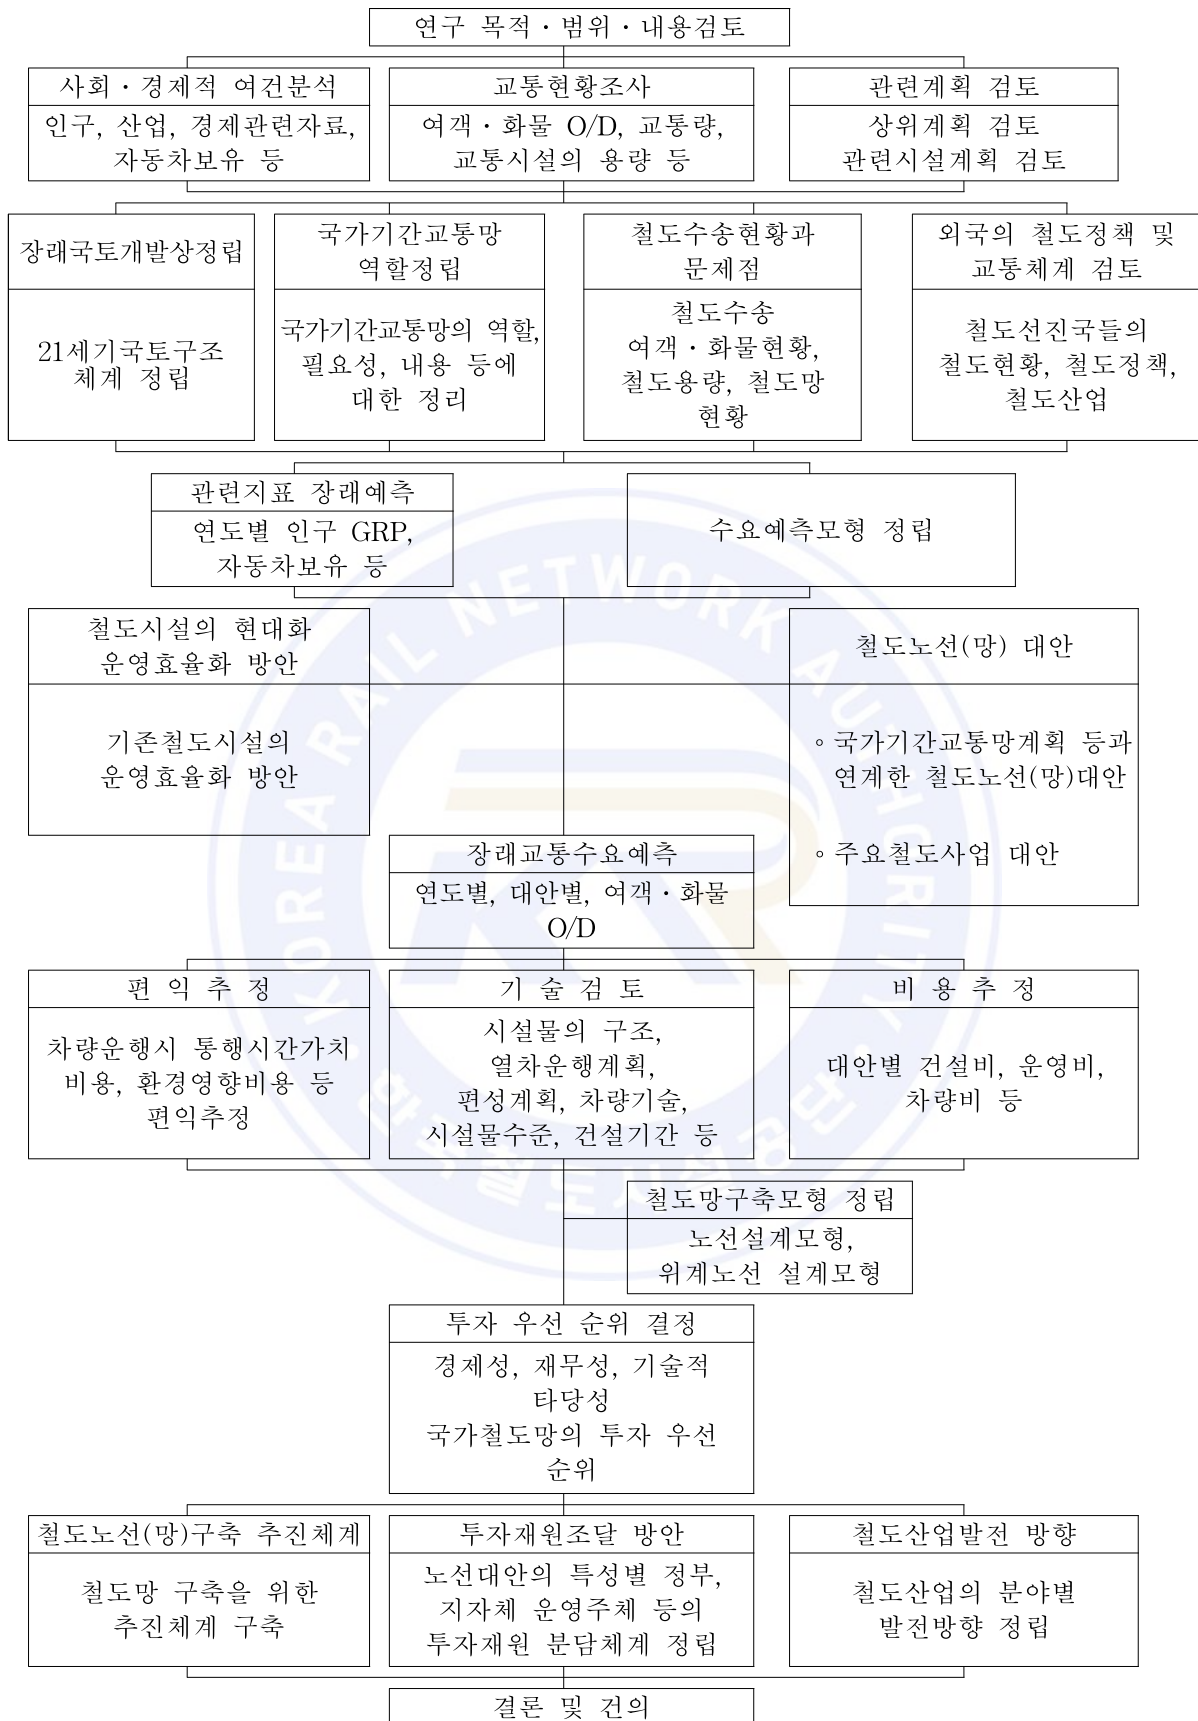 연구 목적·범위·내용검토
사회·경제적 여건분석
인구, 산업, 경제관련자료,
자동차보유 등
교통현황조사
여객·화물 O/D, 교통량,
교통시설의 용량 등
관련계획 검토
상위계획 검토
관련시설계획 검토
장래국토개발상정립
21세기국토구조
체계 정립
국가기간교통망
역할정립
국가기간교통망의 역할,
필요성, 내용 등에
대한 정리
철도수송현황과
문제점
철도수송
여객·화물현황,
철도용량, 철도망
현황
외국의 철도정책 및
교통체계 검토
철도선진국들의
철도현황, 철도정책,
철도산업
관련지표 장래예측
연도별 인구 GRP,
자동차보유 등
수요예측모형 정립
철도시설의 현대화
운영효율화 방안
기존철도시설의
운영효율화 방안
철도노선(망) 대안
◦ 국가기간교통망계획 등과
연계한 철도노선(망)대안
◦ 주요철도사업 대안
장래교통수요예측
연도별, 대안별, 여객·화물
O/D
편 익 추 정
차량운행시 통행시간가치
비용, 환경영향비용 등
편익추정
기 술 검 토
시설물의 구조,
열차운행계획,
편성계획, 차량기술,
시설물수준, 건설기간 등
비 용 추 정
대안별 건설비, 운영비,
차량비 등
철도망구축모형 정립
노선설계모형,
위계노선 설계모형
투자 우선 순위 결정
경제성, 재무성, 기술적
타당성
국가철도망의 투자 우선
순위
철도노선(망)구축 추진체계
철도망 구축을 위한
추진체계 구축
투자재원조달 방안
노선대안의 특성별 정부,
지자체 운영주체 등의
투자재원 분담체계 정립
철도산업발전 방향
철도산업의 분야별
발전방향 정립
결론 및 건의
KOREA RAIL NETWORK AUTHORITY
한국철도시설공단
KR